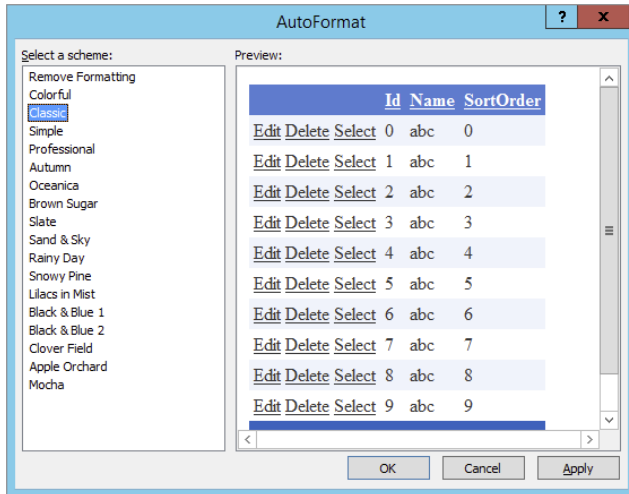 AutoFormat
? x
Select a scheme:
Remove Formatting
Colorful
Classic
Simple
Professional
Autumn
Oceanica
Brown Sugar
Slate
Sand & Sky
Rainy Day
Snowy Pine
Lilacs in Mist
Black & Blue 1
Black & Blue 2
Clover Field
Apple Orchard
Mocha
Preview:
Id Name SortOrder
Edit Delete Select 0 abc 0
Edit Delete Select 1 abc 1
Edit Delete Select 2 abc 2
Edit Delete Select 3 abc 3
Edit Delete Select 4 abc 4
Edit Delete Select 5 abc 5
Edit Delete Select 6 abc 6
Edit Delete Select 7 abc 7
Edit Delete Select 8 abc 8
Edit Delete Select 9 abc 9
OK Cancel Apply